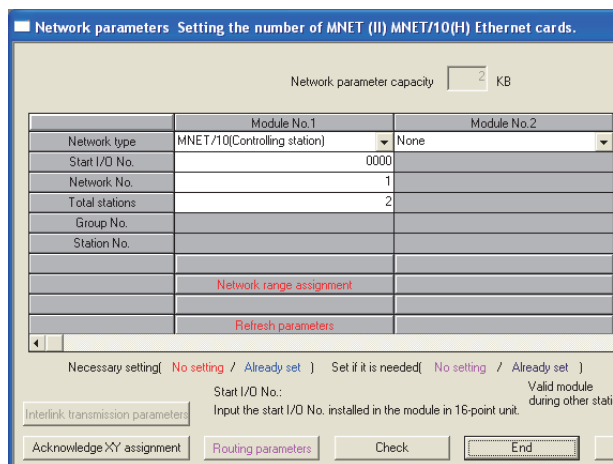 Network parameters Setting the number of MNET (II) MNET/10(H) Ethernet cards.
Network parameter capacity 2 KB
Module No.1 Module No.2
Network type MNET/10(Controlling station) None
Start I/O No. 0000
Network No. 1
Total stations 2
Group No.
Station No.
Network range assignment
Refresh parameters
Necessary setting( No setting / Already set ) Set if it is needed( No setting / Already set )
Start I/O No.: Valid module
Input the start I/O No. installed in the module in 16-point unit. during other stati
Interlink transmission parameters
Acknowledge XY assignment Routing parameters Check End